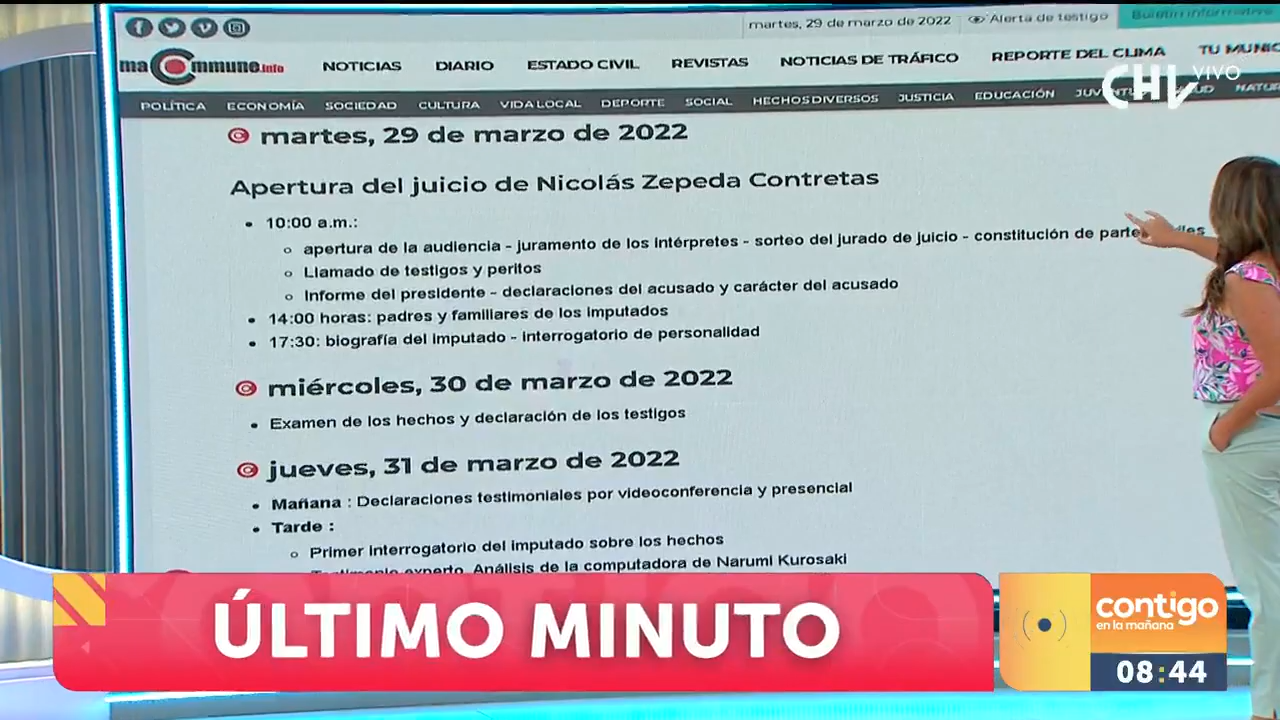 martes, 29 de marzo de 2022
Alerta de testigo
Boletín informativo
maCommune.info
NOTICIAS DIARIO ESTADO CIVIL REVISTAS NOTICIAS DE TRÁFICO REPORTE DEL CLIMA TU MUNIC
CHV VIVO
POLÍTICA ECONOMÍA SOCIEDAD CULTURA VIDA LOCAL DEPORTE SOCIAL HECHOS DIVERSOS JUSTICIA EDUCACIÓN
martes, 29 de marzo de 2022
Apertura del juicio de Nicolás Zepeda Contretas
10:00 a.m.:
apertura de la audiencia - juramento de los intérpretes - sorteo del jurado de juicio - constitución de parte
Llamado de testigos y peritos
Informe del presidente - declaraciones del acusado y carácter del acusado
14:00 horas: padres y familiares de los imputados
17:30: biografía del imputado - interrogatorio de personalidad
miércoles, 30 de marzo de 2022
Examen de los hechos y declaración de los testigos
jueves, 31 de marzo de 2022
Mañana : Declaraciones testimoniales por videoconferencia y presencial
Tarde :
Primer interrogatorio del imputado sobre los hechos
Testimonio experto. Análisis de la computadora de Narumi Kurosaki
ÚLTIMO MINUTO
contigo
en la mañana
08:44